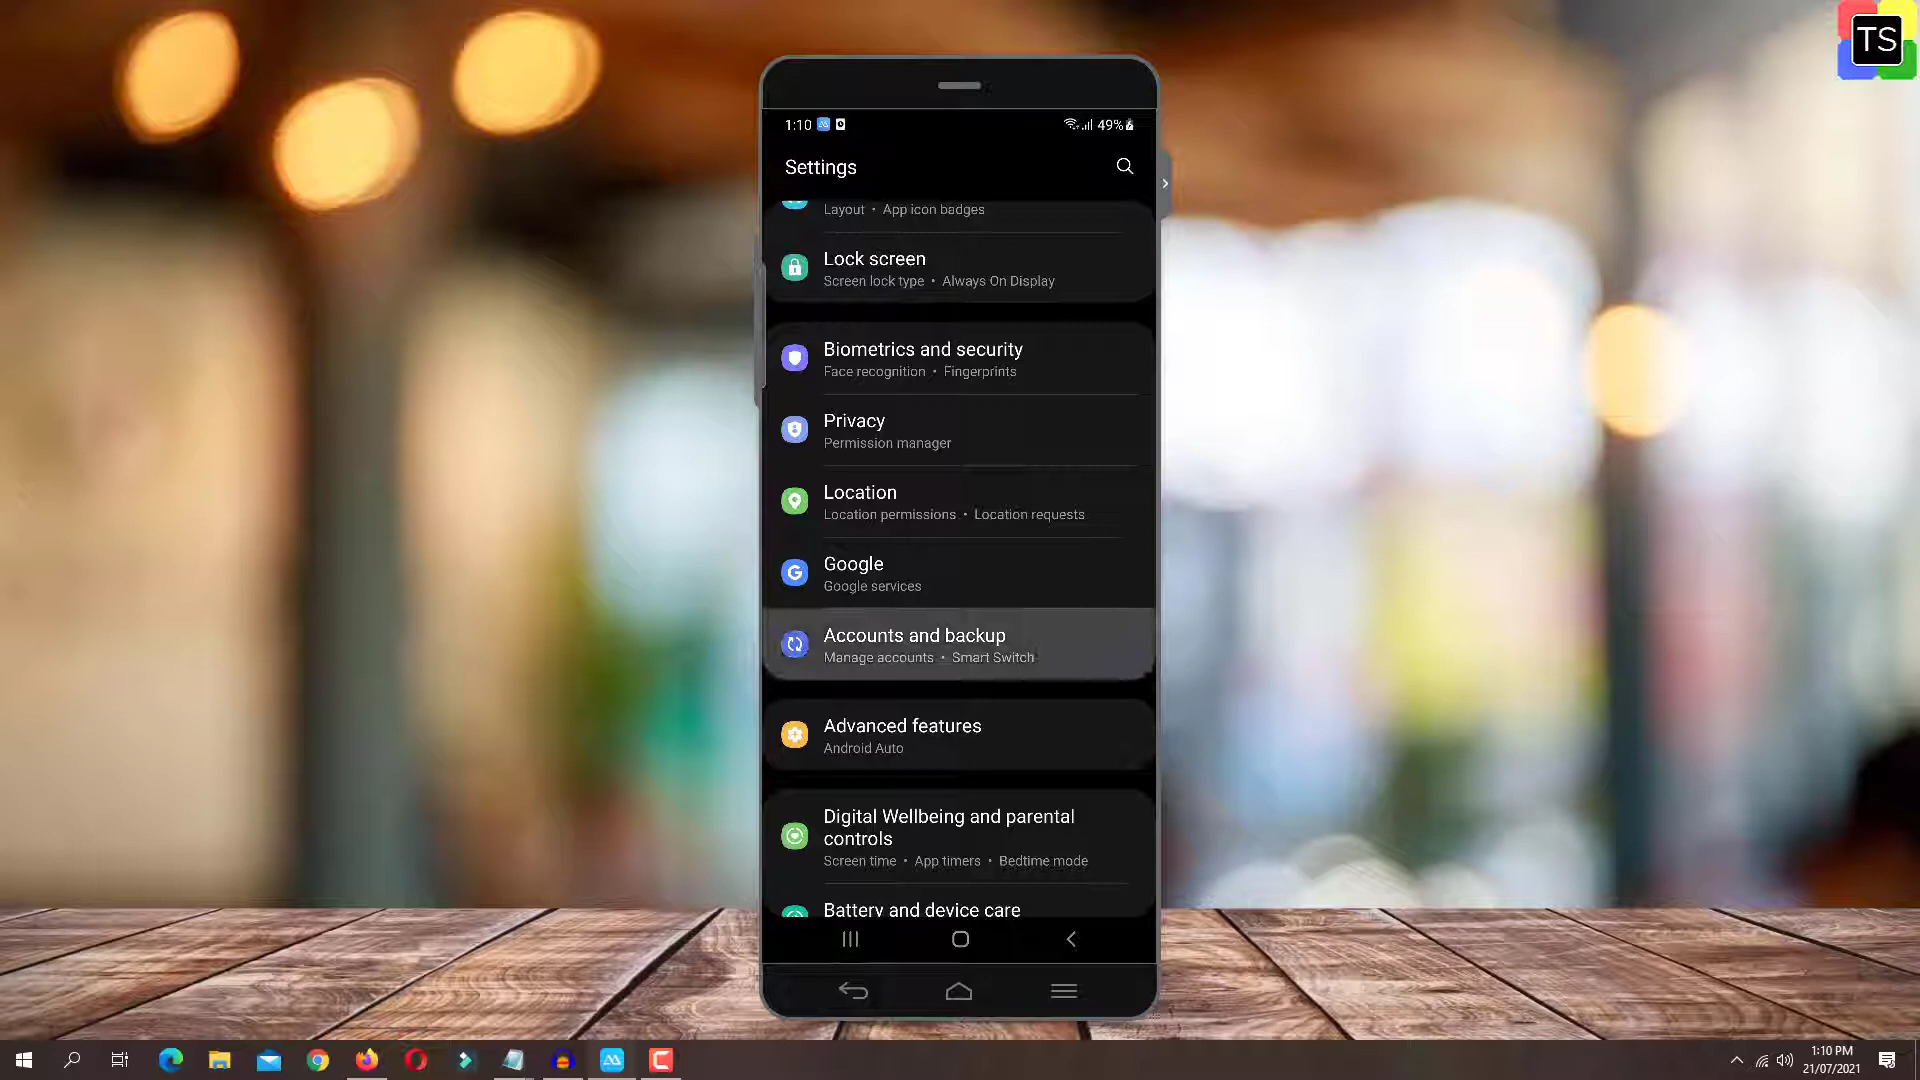 TS
1:10 49%
Settings
Layout • App icon badges
Lock screen
Screen lock type • Always On Display
Biometrics and security
Face recognition • Fingerprints
Privacy
Permission manager
Location
Location permissions • Location requests
Google
Google services
Accounts and backup
Manage accounts • Smart Switch
Advanced features
Android Auto
Digital Wellbeing and parental
controls
Screen time • App timers • Bedtime mode
Battery and device care
1:10 PM
21/07/2021